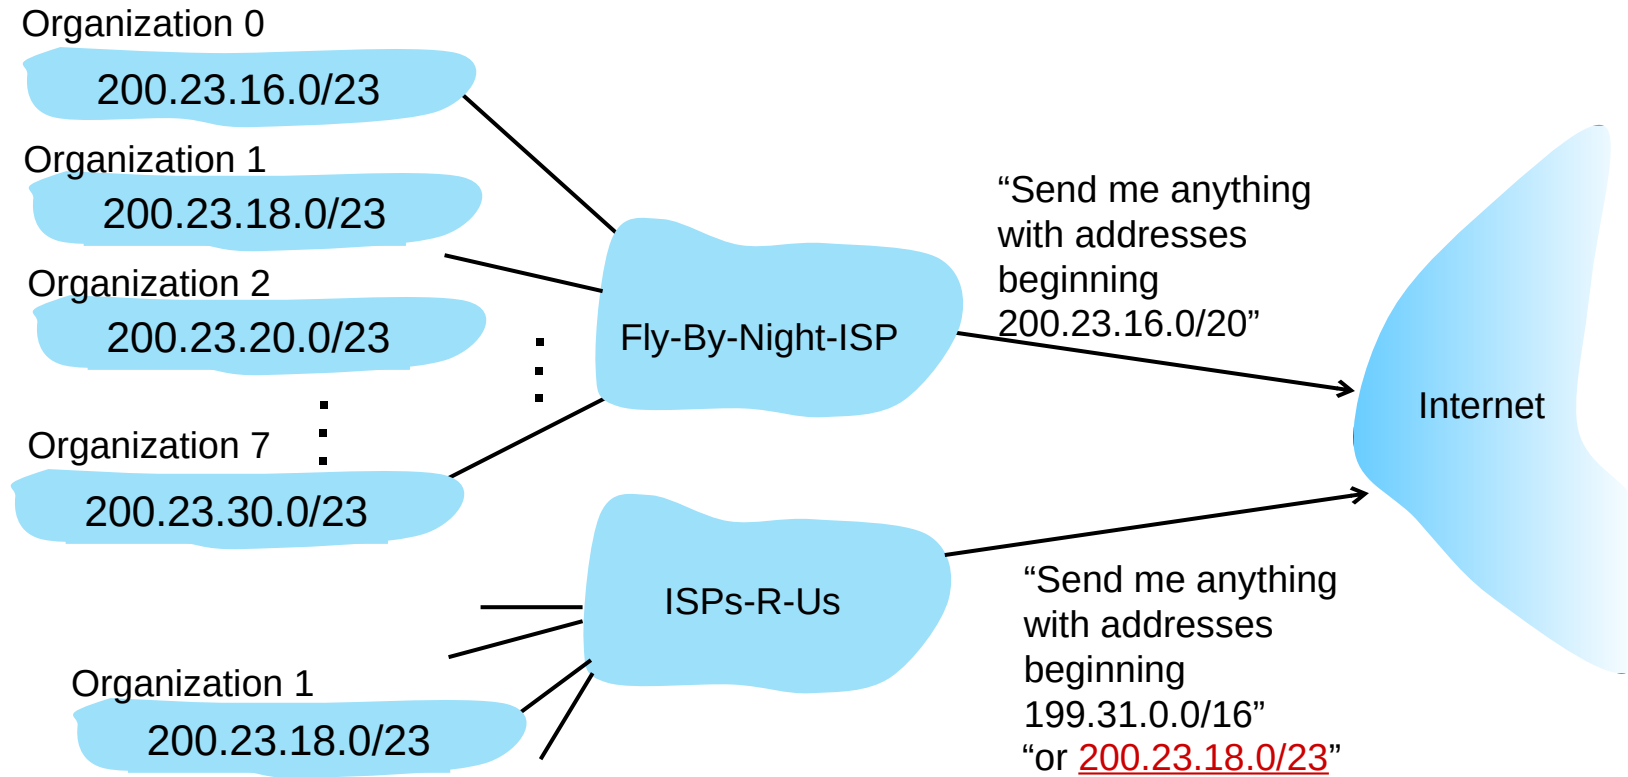 Organization 0
200.23.16.0/23
Organization 1
200.23.18.0/23
Organization 2
200.23.20.0/23
Organization 7
200.23.30.0/23
Fly-By-Night-ISP
“Send me anything
with addresses
beginning
200.23.16.0/20”
Internet
ISPs-R-Us
“Send me anything
with addresses
beginning
199.31.0.0/16”
“or 200.23.18.0/23”
Organization 1
200.23.18.0/23